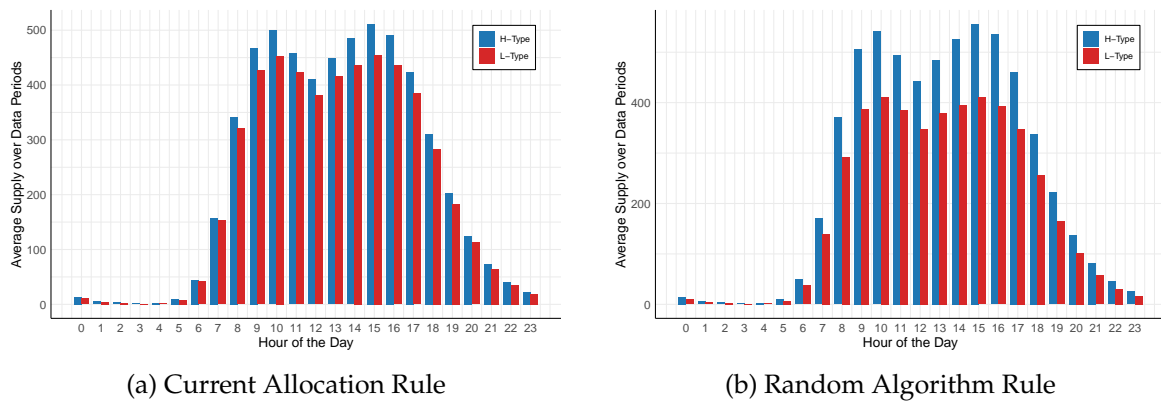 Average Supply over Data Periods
500
400
300
200
100
0
H−Type
L−Type
0 1 2 3 4 5 6 7 8 9 10 11 12 13 14 15 16 17 18 19 20 21 22 23
Hour of the Day
(a) Current Allocation Rule
Average Supply over Data Periods
400
200
0
H−Type
L−Type
0 1 2 3 4 5 6 7 8 9 10 11 12 13 14 15 16 17 18 19 20 21 22 23
Hour of the Day
(b) Random Algorithm Rule